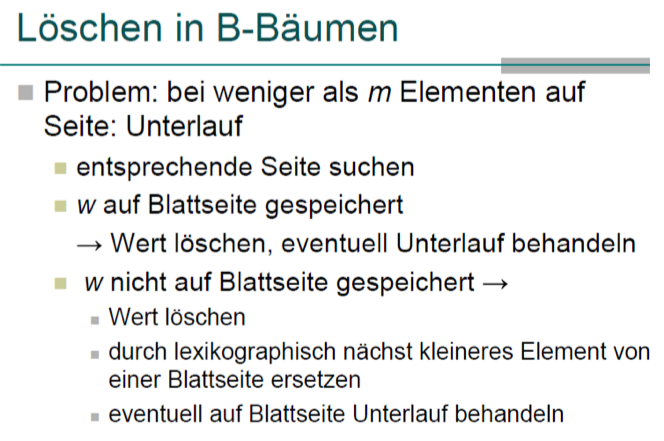 Löschen in B-Bäumen
Problem: bei weniger als m Elementen auf
Seite: Unterlauf
entsprechende Seite suchen
w auf Blattseite gespeichert
→ Wert löschen, eventuell Unterlauf behandeln
w nicht auf Blattseite gespeichert →
Wert löschen
durch lexikographisch nächst kleineres Element von
einer Blattseite ersetzen
eventuell auf Blattseite Unterlauf behandeln